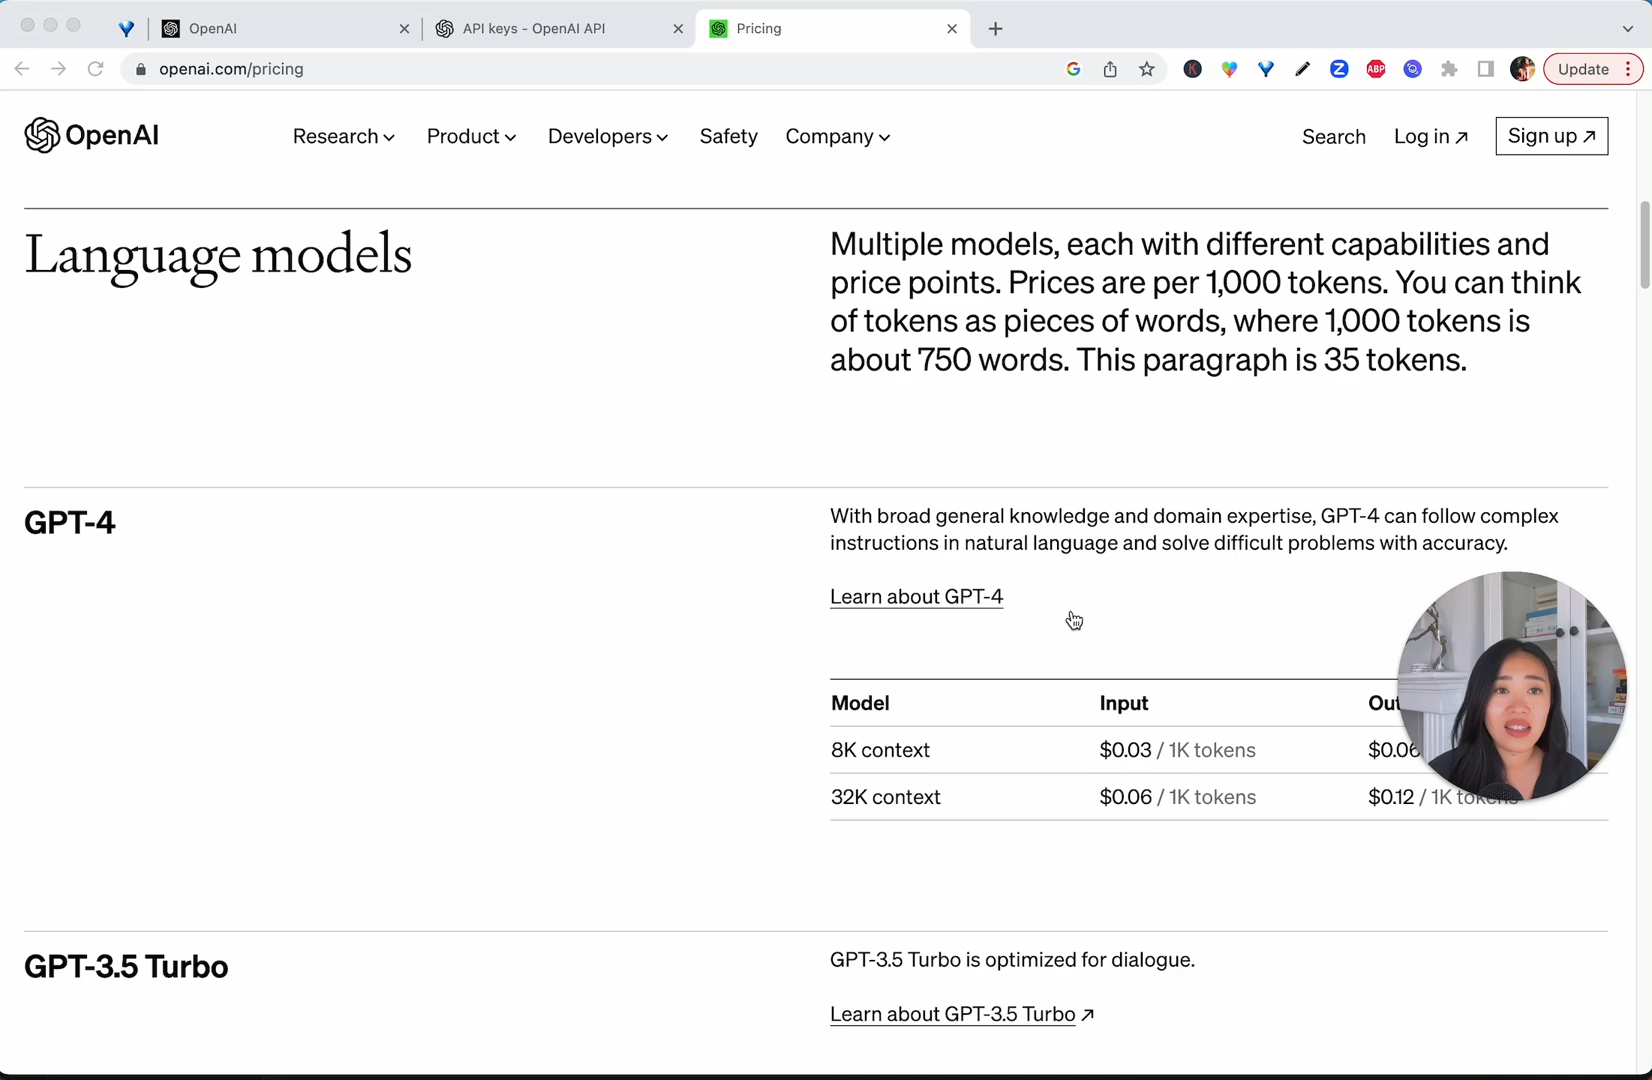 OpenAI
API keys - OpenAI API
Pricing
openai.com/pricing
ABP
Update
OpenAI
Research
Product
Developers
Safety
Company
Search
Log in ↗
Sign up ↗
Language models
Multiple models, each with different capabilities and
price points. Prices are per 1,000 tokens. You can think
of tokens as pieces of words, where 1,000 tokens is
about 750 words. This paragraph is 35 tokens.
GPT-4
With broad general knowledge and domain expertise, GPT-4 can follow complex
instructions in natural language and solve difficult problems with accuracy.
Learn about GPT-4
Model Input
8K context $0.03 / 1K tokens $0.06
32K context $0.06 / 1K tokens $0.12 / 1K tokens
GPT-3.5 Turbo
GPT-3.5 Turbo is optimized for dialogue.
Learn about GPT-3.5 Turbo ↗